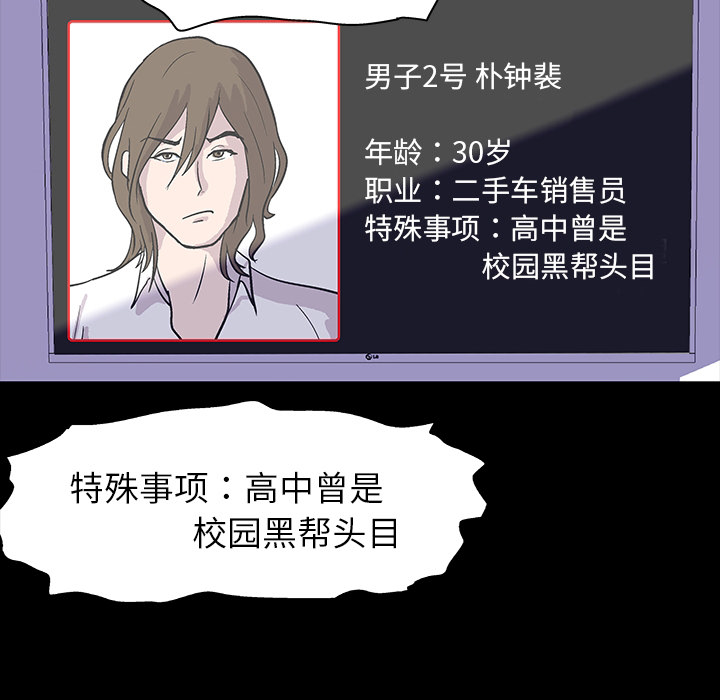 男子2号 朴钟裴
年龄：30岁
职业：二手车销售员
特殊事项：高中曾是
校园黑帮头目
LG
特殊事项：高中曾是
校园黑帮头目